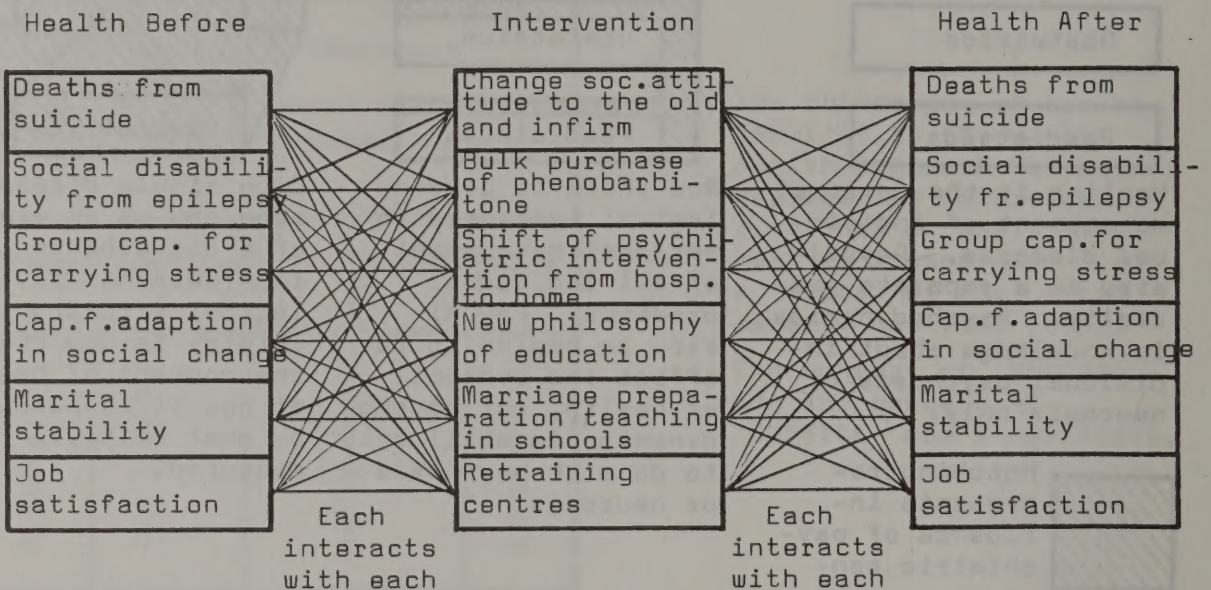 Health Before
Intervention
Health After
Deaths from
suicide
Social disabili-
ty from epilepsy
Group cap. for
carrying stress
Cap.f.adaption
in social change
Marital
stability
Job
satisfaction
Change soc.atti-
tude to the old
and infirm
Bulk purchase
of phenobarbi-
tone
Shift of psychi-
atric interven-
tion from hosp.
to home
New philosophy
of education
Marriage prepa-
ration teaching
in schools
Retraining
centres
Deaths from
suicide
Social disabili-
ty fr.epilepsy
Group cap.for
carrying stress
Cap.f.adaption
in social change
Marital
stability
Job
satisfaction
Each
interacts
with each
Each
interacts
with each